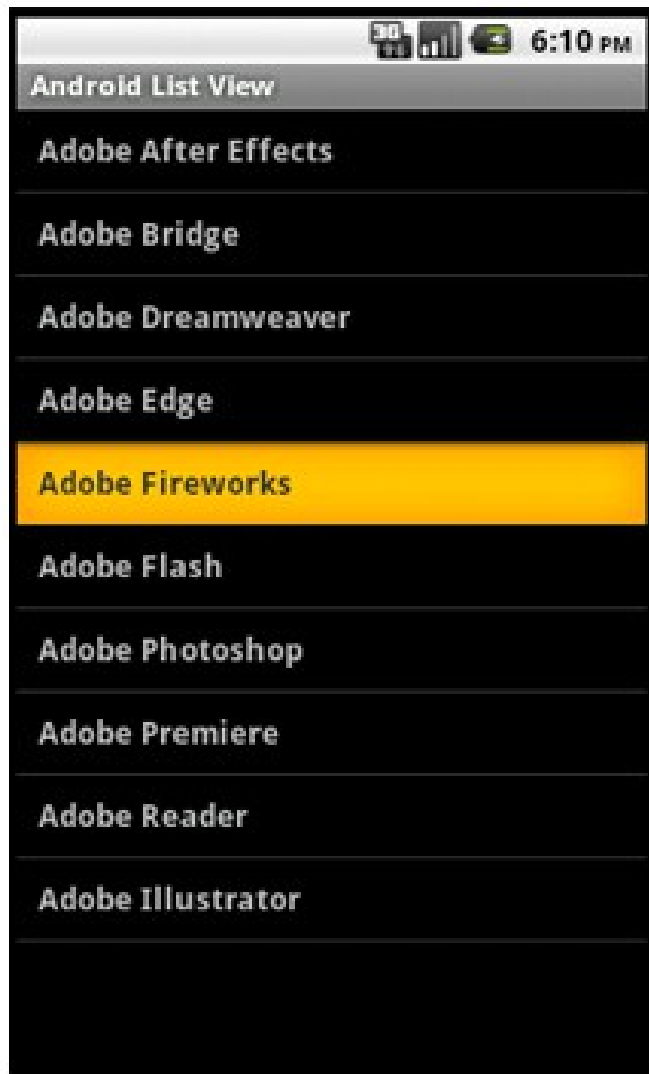 3G
6:10 PM
Android List View
Adobe After Effects
Adobe Bridge
Adobe Dreamweaver
Adobe Edge
Adobe Fireworks
Adobe Flash
Adobe Photoshop
Adobe Premiere
Adobe Reader
Adobe Illustrator